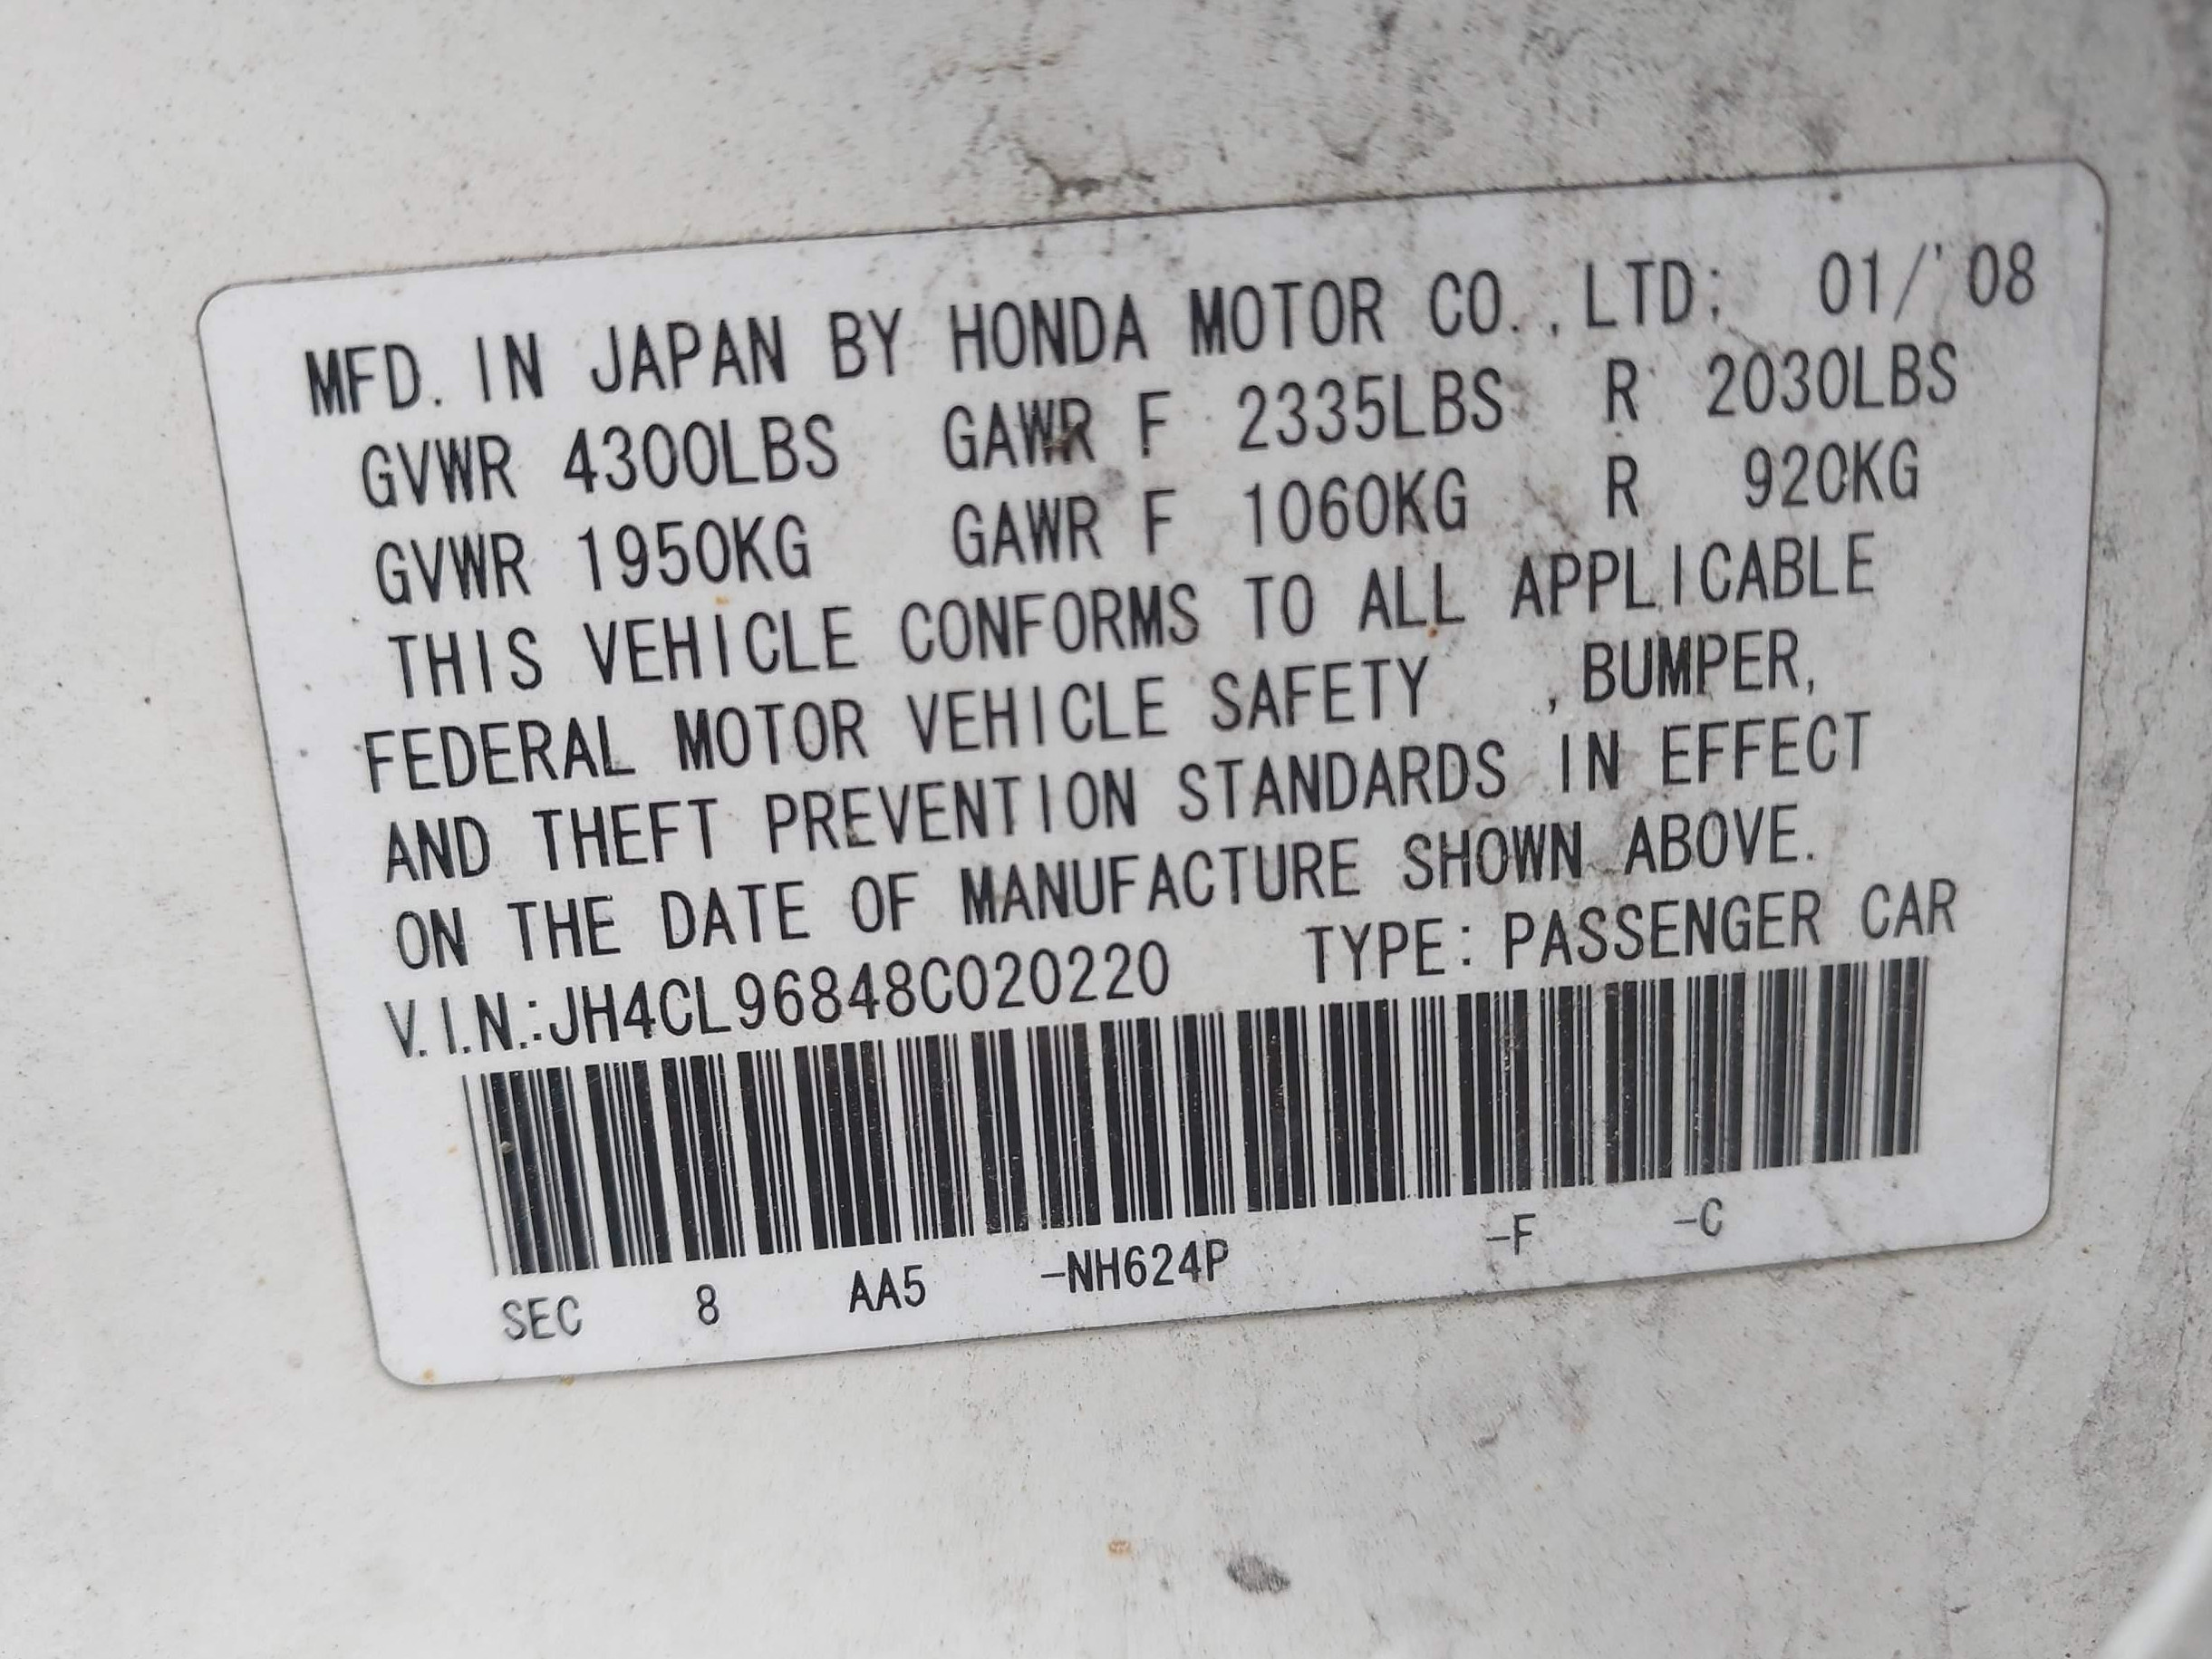 MFD. IN JAPAN BY HONDA MOTOR CO.,LTD; 01/'08
GVWR 4300LBS GAWR F 2335LBS R 2030LBS
GVWR 1950KG GAWR F 1060KG R 920KG
THIS VEHICLE CONFORMS TO ALL APPLICABLE
FEDERAL MOTOR VEHICLE SAFETY ,BUMPER,
AND THEFT PREVENTION STANDARDS IN EFFECT
ON THE DATE OF MANUFACTURE SHOWN ABOVE.
V.I.N.:JH4CL96848C020220 TYPE:PASSENGER CAR
SEC 8 AA5 -NH624P -F -C